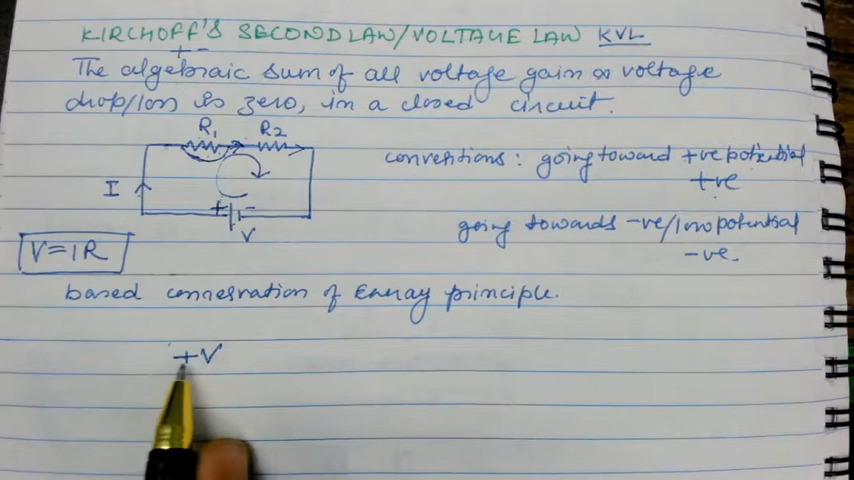 KIRCHOFF'S SECOND LAW/VOLTAGE LAW KVL
+ -
The algebraic sum of all voltage gain or voltage
drop/loss is zero, in a closed circuit.
R1 R2
conventions: going toward +ve potential
+ve
I
+ -
V
going towards -ve/low potential
-ve.
V=IR
based conservation of Energy principle.
+V